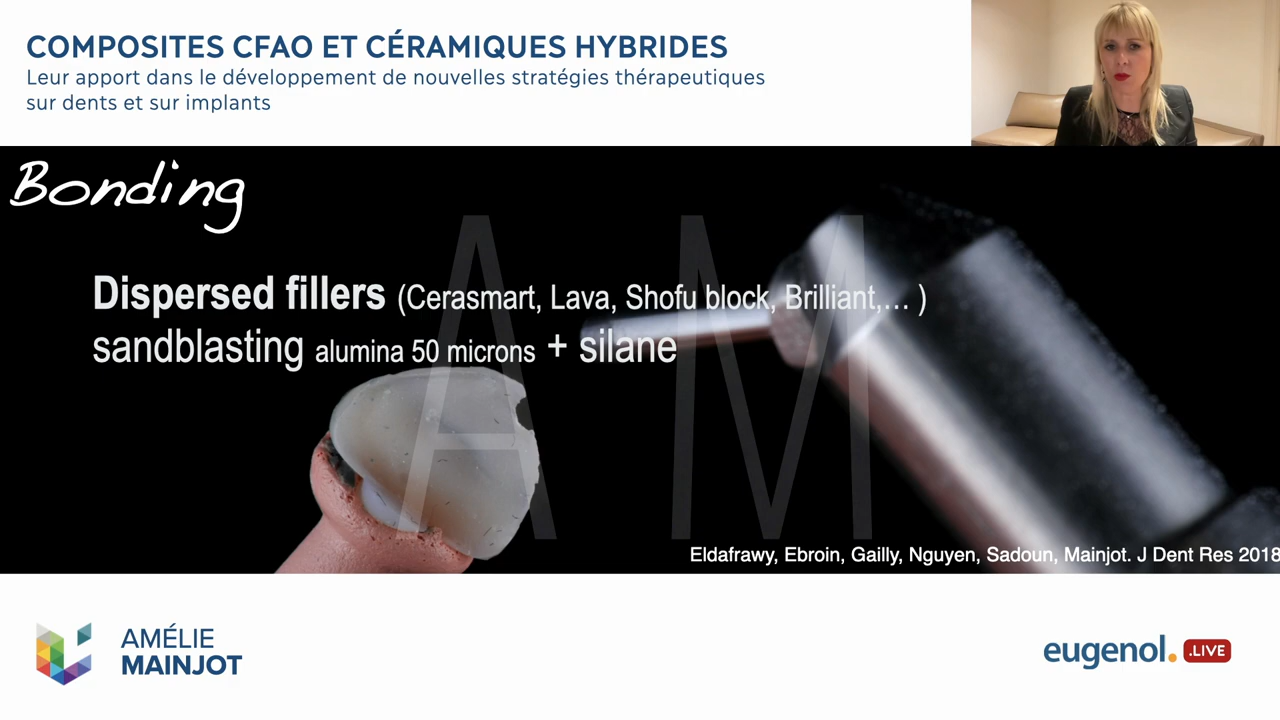 COMPOSITES CFAO ET CÉRAMIQUES HYBRIDES
Leur apport dans le développement de nouvelles stratégies thérapeutiques
sur dents et sur implants
Bonding
A M
Dispersed fillers (Cerasmart, Lava, Shofu block, Brilliant,... )
sandblasting alumina 50 microns + silane
Eldafrawy, Ebroin, Gailly, Nguyen, Sadoun, Mainjot. J Dent Res 2018
AMÉLIE
MAINJOT
eugenol. .LIVE